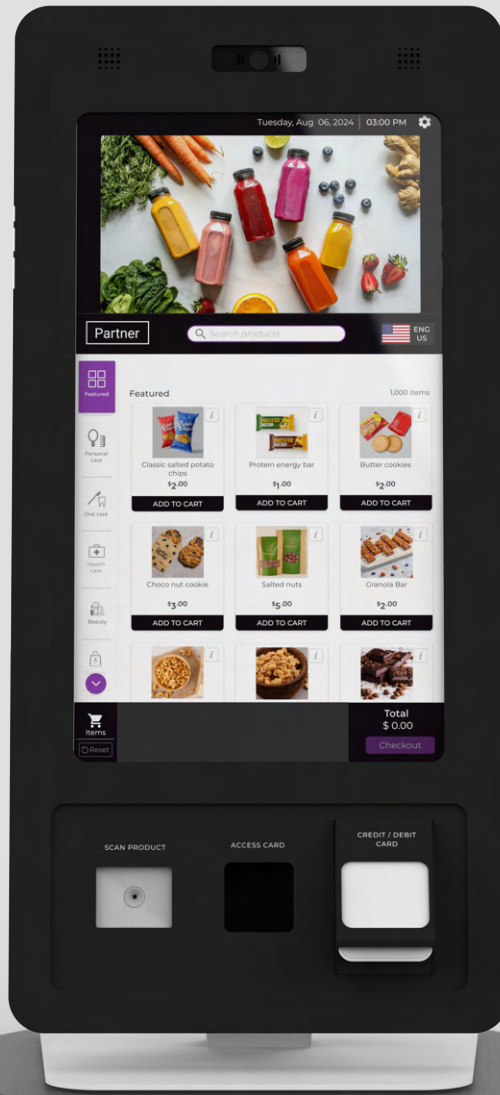 Tuesday, Aug 06, 2024 | 03:00 PM
Partner
Search products
ENG
US
Featured
Personal
care
Oral care
Health
care
Beauty
Featured
1,000 items
Classic salted potato
chips
$2.00
ADD TO CART
Protein energy bar
$1.00
ADD TO CART
Butter cookies
$2.00
ADD TO CART
Choco nut cookie
$3.00
ADD TO CART
Salted nuts
$5.00
ADD TO CART
Granola Bar
$2.00
ADD TO CART
Items
Reset
Total
$ 0.00
Checkout
SCAN PRODUCT
ACCESS CARD
CREDIT / DEBIT
CARD